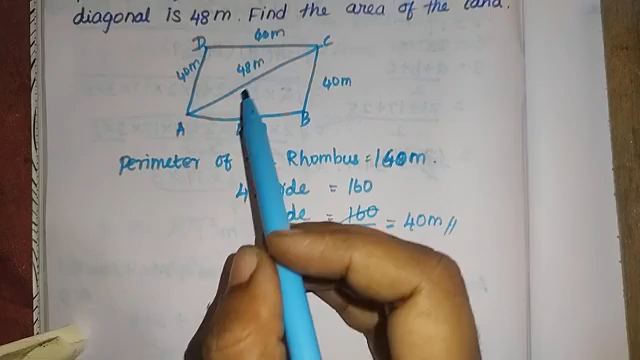 diagonal is 48m. Find the area of the land.
40m
D
C
40m
48m
40m
A
B
Perimeter of Rhombus = 160m.
= 160
= 160
= 40m //